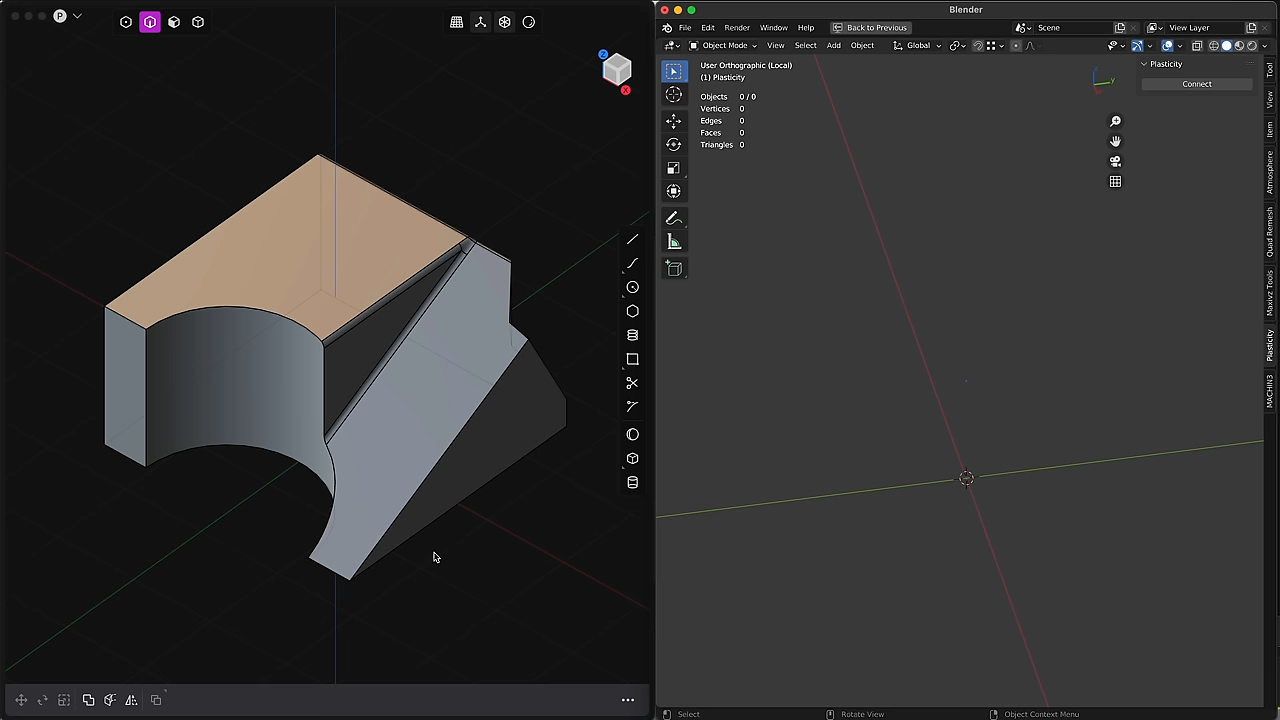 P
Z
X
Blender
File
Edit
Render
Window
Help
Back to Previous
Scene
View Layer
Object Mode
View
Select
Add
Object
Global
User Orthographic (Local)
(1) Plasticity
Objects 0 / 0
Vertices 0
Edges 0
Faces 0
Triangles 0
Plasticity
Connect
Y
Tool
View
Item
Atmosphere
Quad Remesh
Maxivz Tools
Plasticity
MACHIN3
Select
Rotate View
Object Context Menu